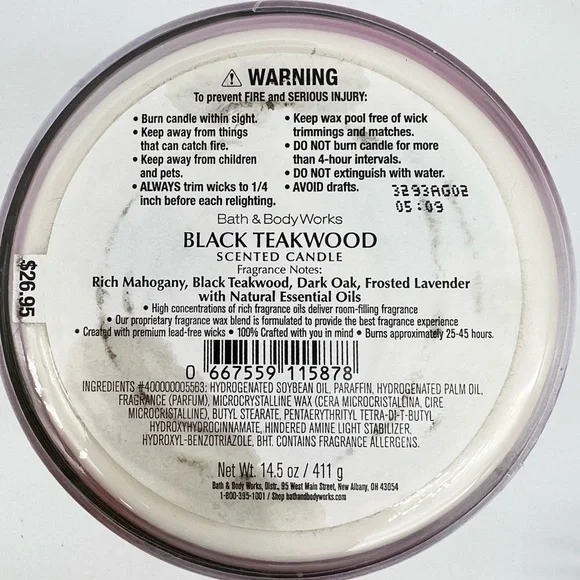 ⚠ WARNING
To prevent FIRE and SERIOUS INJURY:
• Burn candle within sight.
• Keep away from things
that can catch fire.
• Keep away from children
and pets.
• ALWAYS trim wicks to 1/4
inch before each relighting.
• Keep wax pool free of wick
trimmings and matches.
• DO NOT burn candle for more
than 4-hour intervals.
• DO NOT extinguish with water.
• AVOID drafts.
3293AG02
05:09
Bath & Body Works
BLACK TEAKWOOD
SCENTED CANDLE
Fragrance Notes:
Rich Mahogany, Black Teakwood, Dark Oak, Frosted Lavender
with Natural Essential Oils
• High concentrations of rich fragrance oils deliver room-filling fragrance
• Our proprietary fragrance wax blend is formulated to provide the best fragrance experience
• Created with premium lead-free wicks • 100% Crafted with you in mind • Burns approximately 25-45 hours.
$26.95
0 667559 115878
INGREDIENTS #400000005563: HYDROGENATED SOYBEAN OIL, PARAFFIN, HYDROGENATED PALM OIL,
FRAGRANCE (PARFUM), MICROCRYSTALLINE WAX (CERA MICROCRISTALLINA, CIRE
MICROCRISTALLINE), BUTYL STEARATE, PENTAERYTHRITYL TETRA-DI-T-BUTYL
HYDROXYHYDROCINNAMATE, HINDERED AMINE LIGHT STABILIZER,
HYDROXYL-BENZOTRIAZOLE, BHT. CONTAINS FRAGRANCE ALLERGENS.
Net Wt. 14.5 oz / 411 g
Bath & Body Works, Distr., 95 West Main Street, New Albany, OH 43054
1-800-395-1001 / Shop bathandbodyworks.com